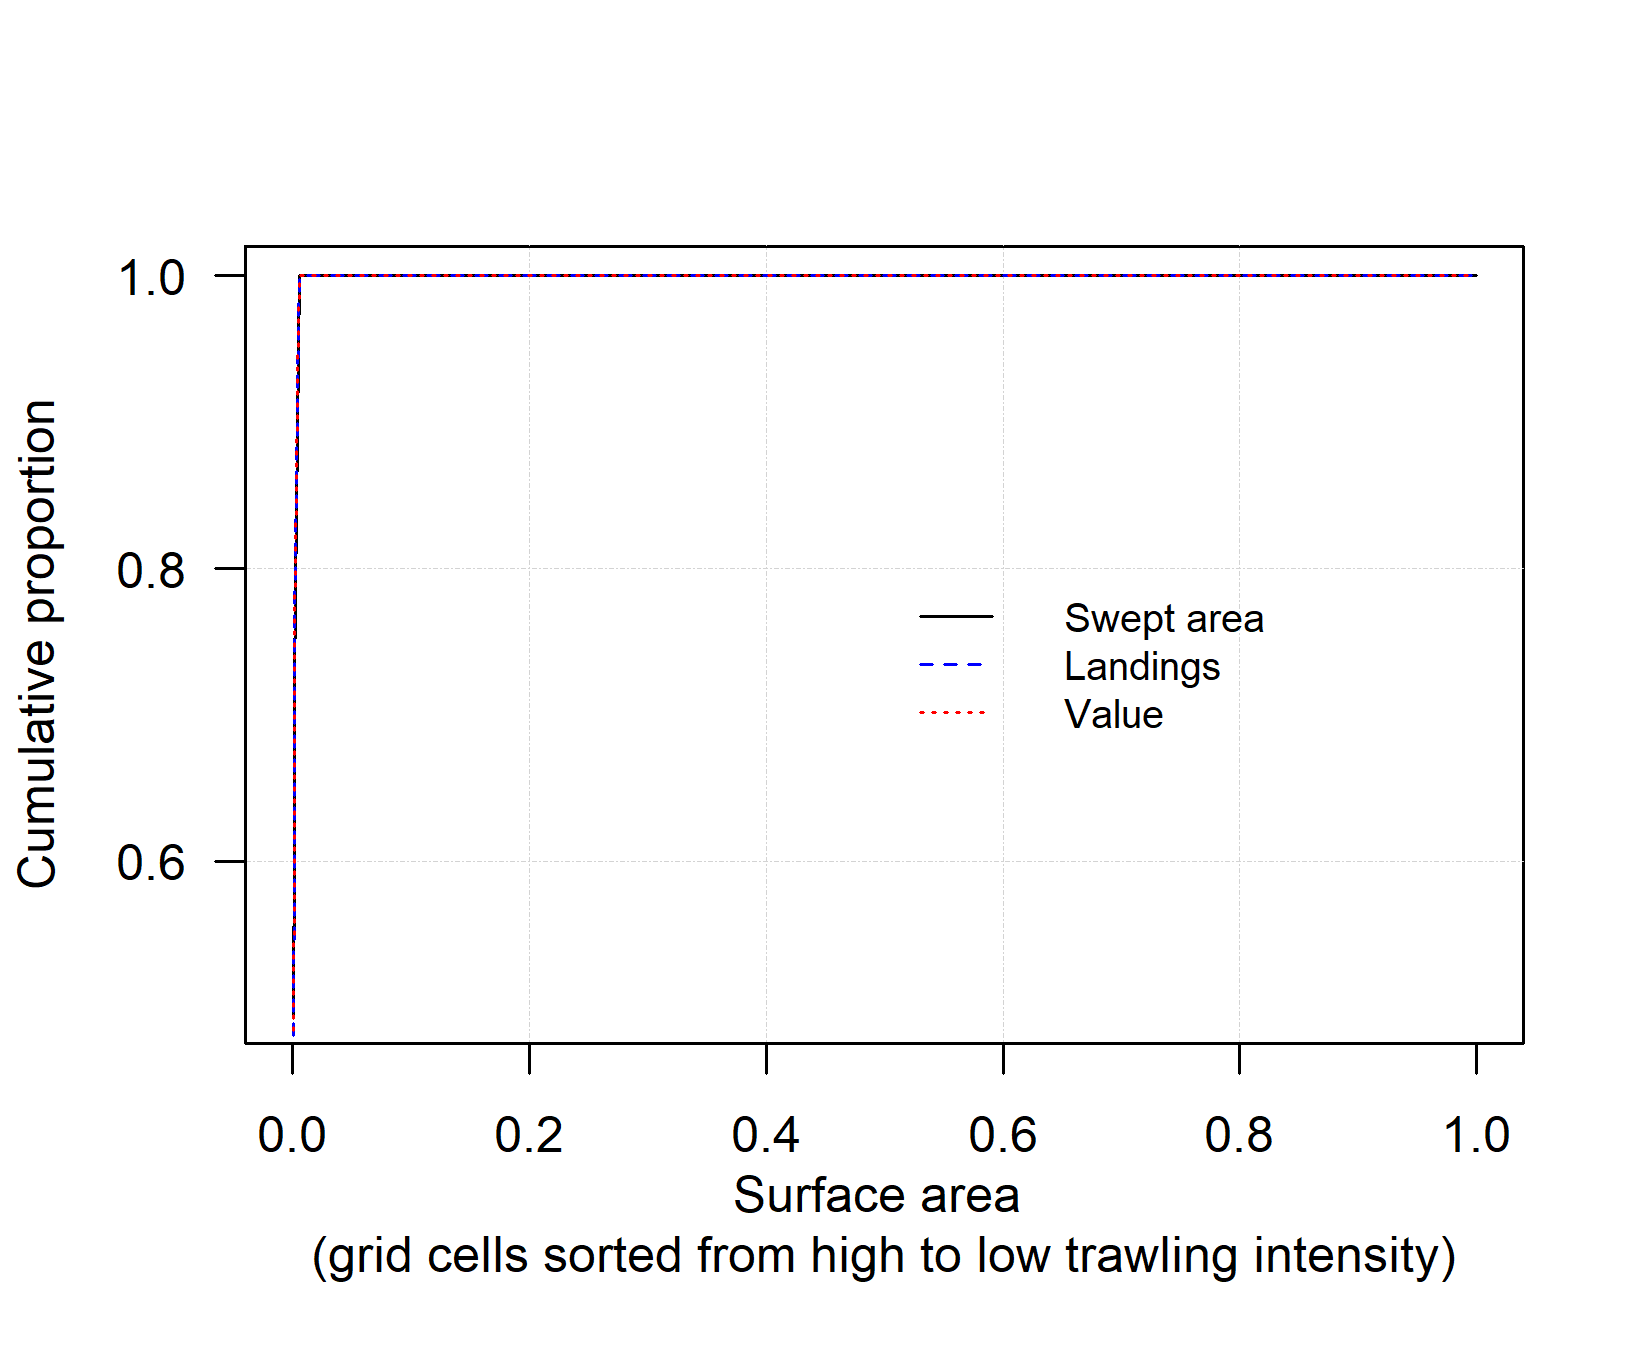 Cumulative proportion
1.0
0.8
0.6
Swept area
Landings
Value
0.0 0.2 0.4 0.6 0.8 1.0
Surface area
(grid cells sorted from high to low trawling intensity)